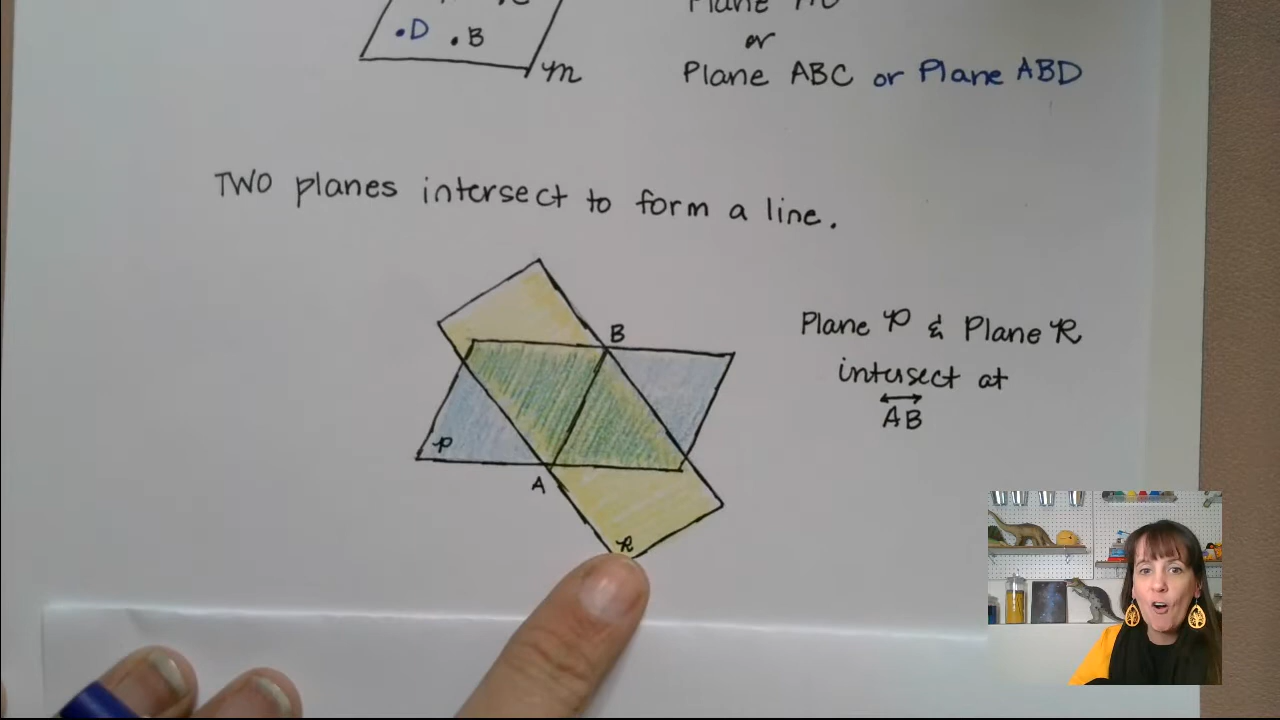 •D •B
m
Plane
or
Plane ABC or Plane ABD
Two planes intersect to form a line.
B
P
A
R
Plane P & Plane R
intersect at
AB